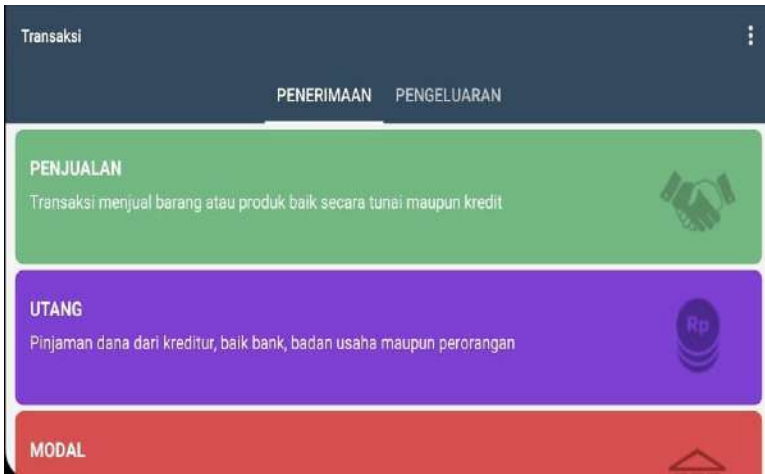 Transaksi
PENERIMAAN PENGELUARAN
PENJUALAN
Transaksi menjual barang atau produk baik secara tunai maupun kredit
UTANG
Pinjaman dana dari kreditur, baik bank, badan usaha maupun perorangan
Rp
MODAL